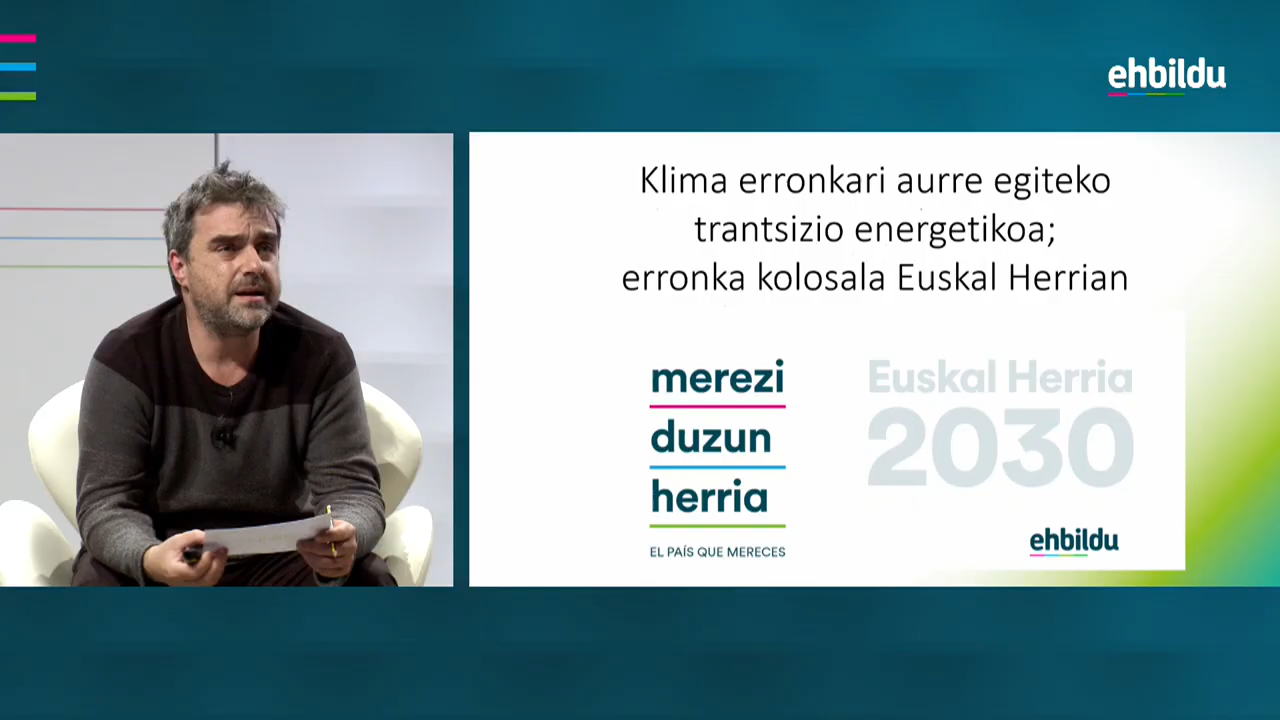 ehbildu
Klima erronkari aurre egiteko
trantsizio energetikoa;
erronka kolosala Euskal Herrian
merezi
duzun
herria
EL PAÍS QUE MERECES
Euskal Herria
2030
ehbildu